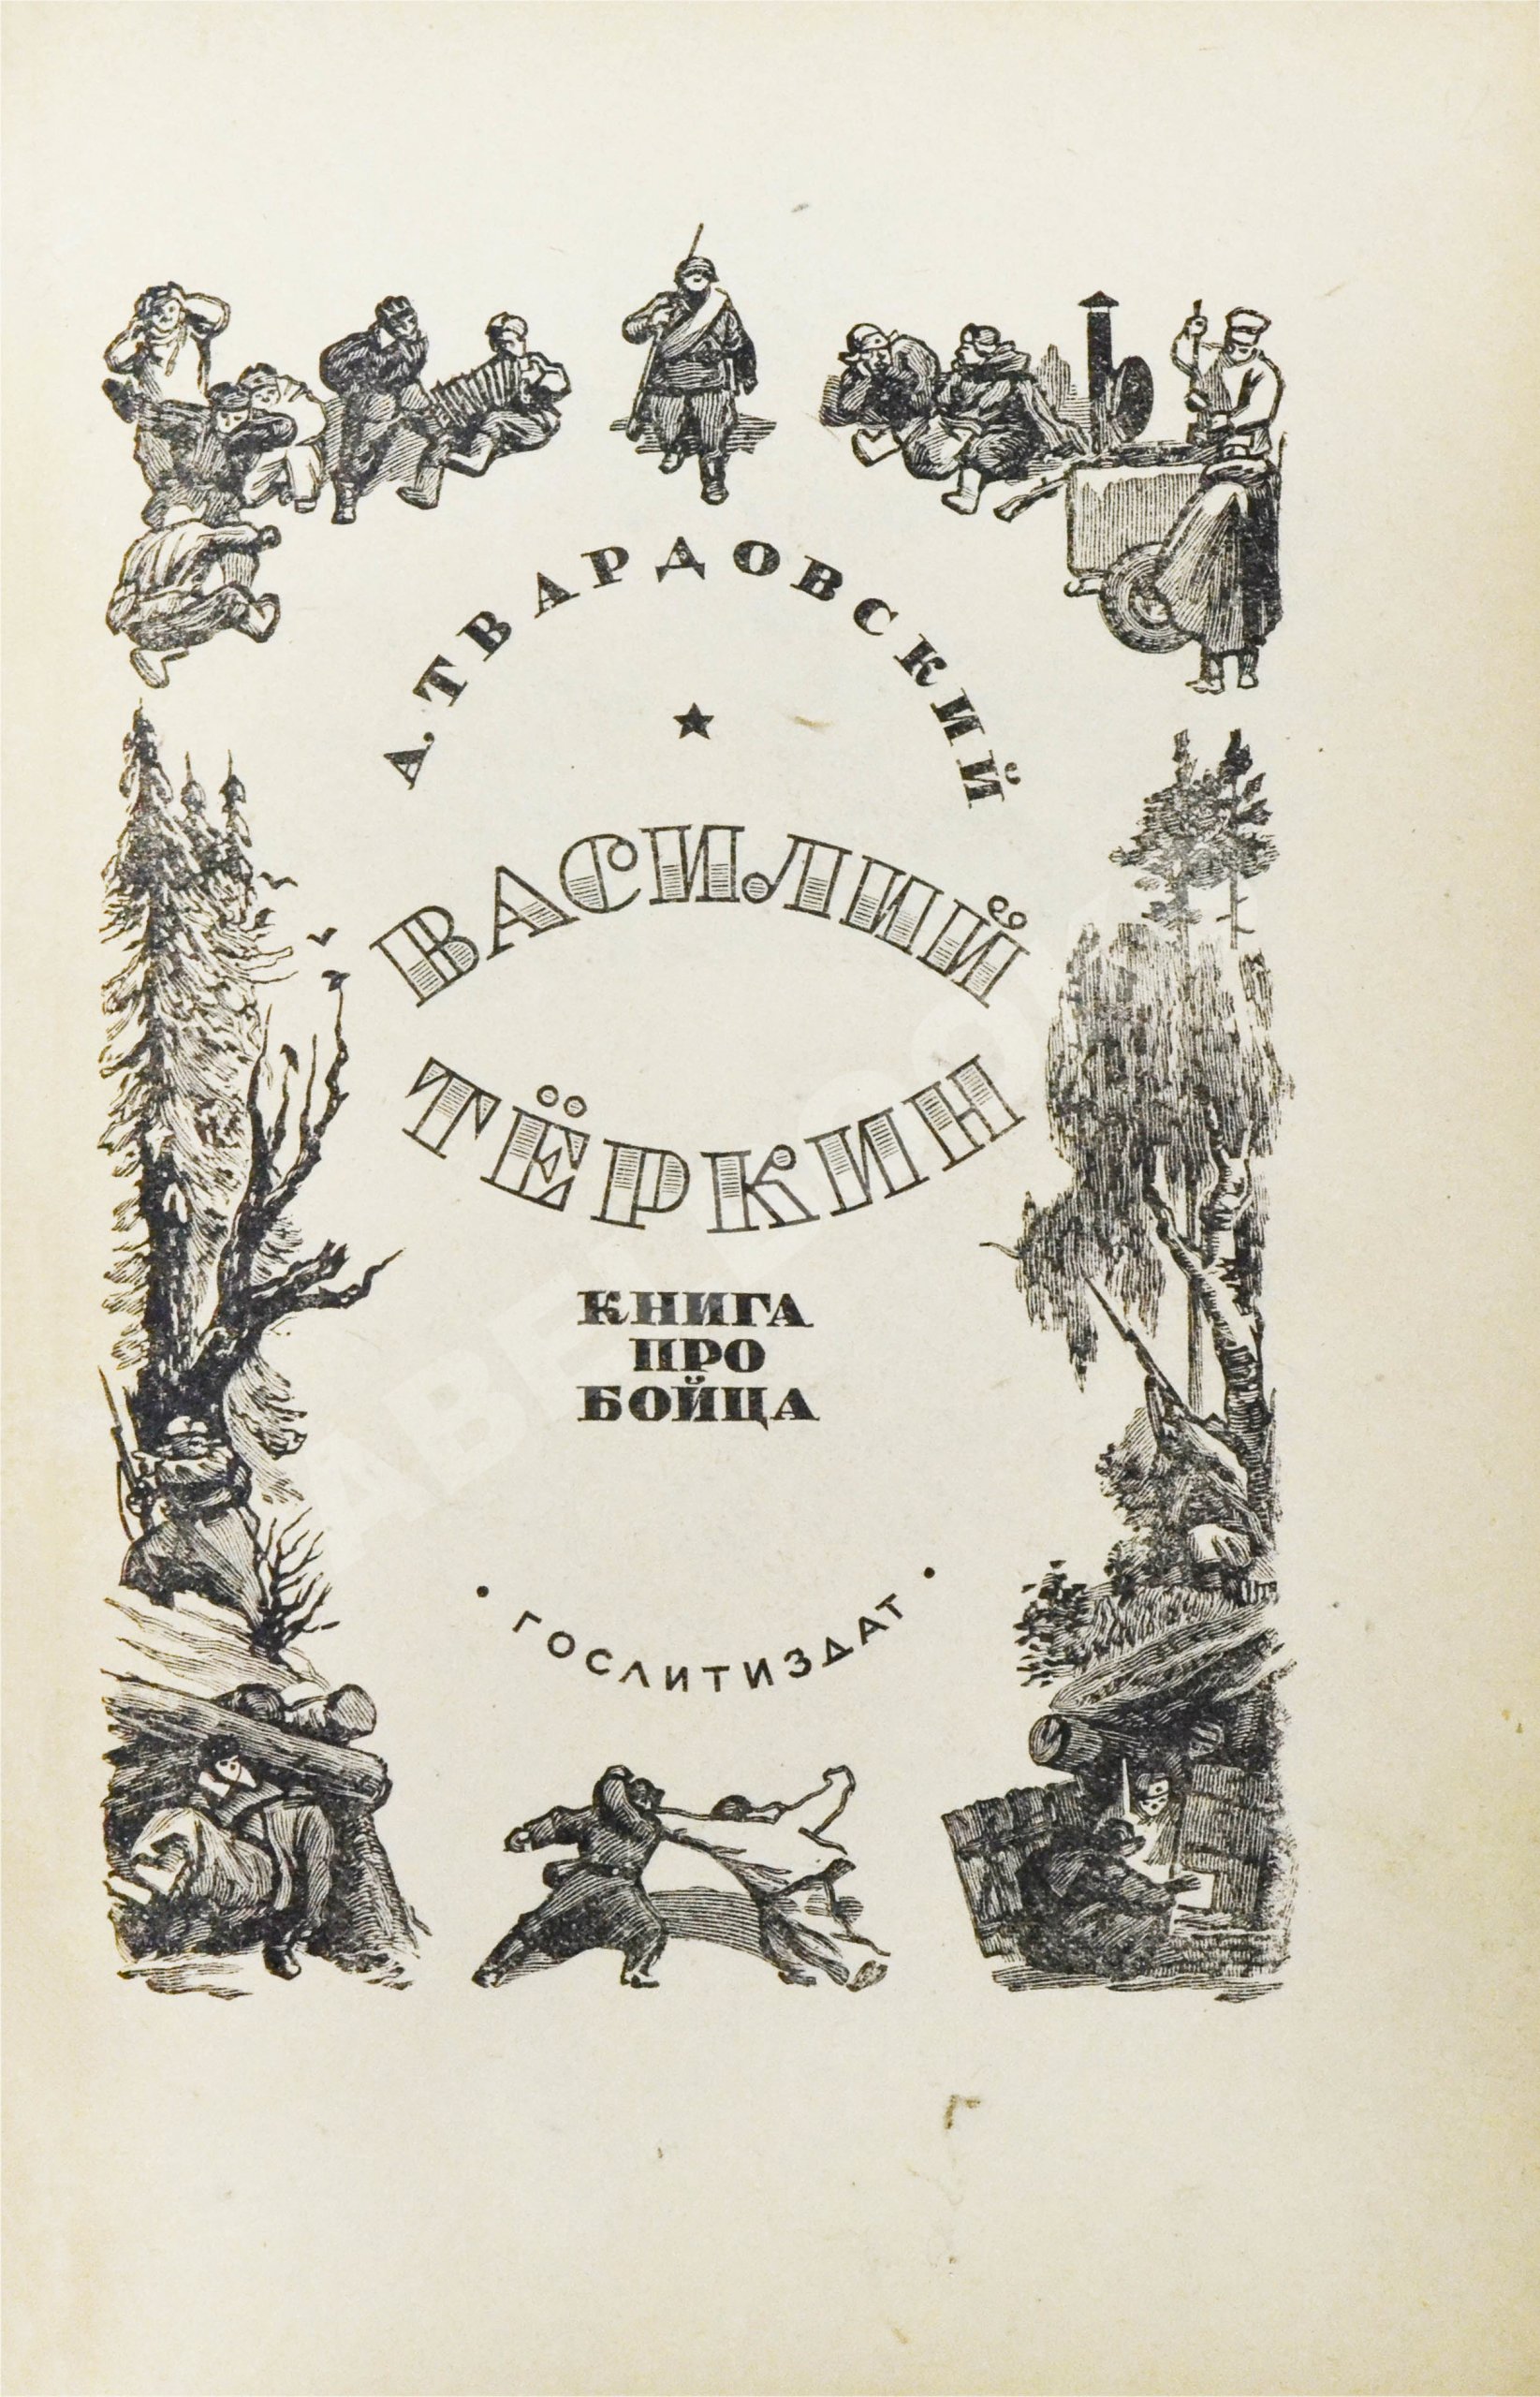 А. ТВАРДОВСКИЙ
ВАСИЛИЙ
ТЁРКИН
КНИГА
ПРО
БОЙЦА
• ГОСЛИТИЗДАТ •